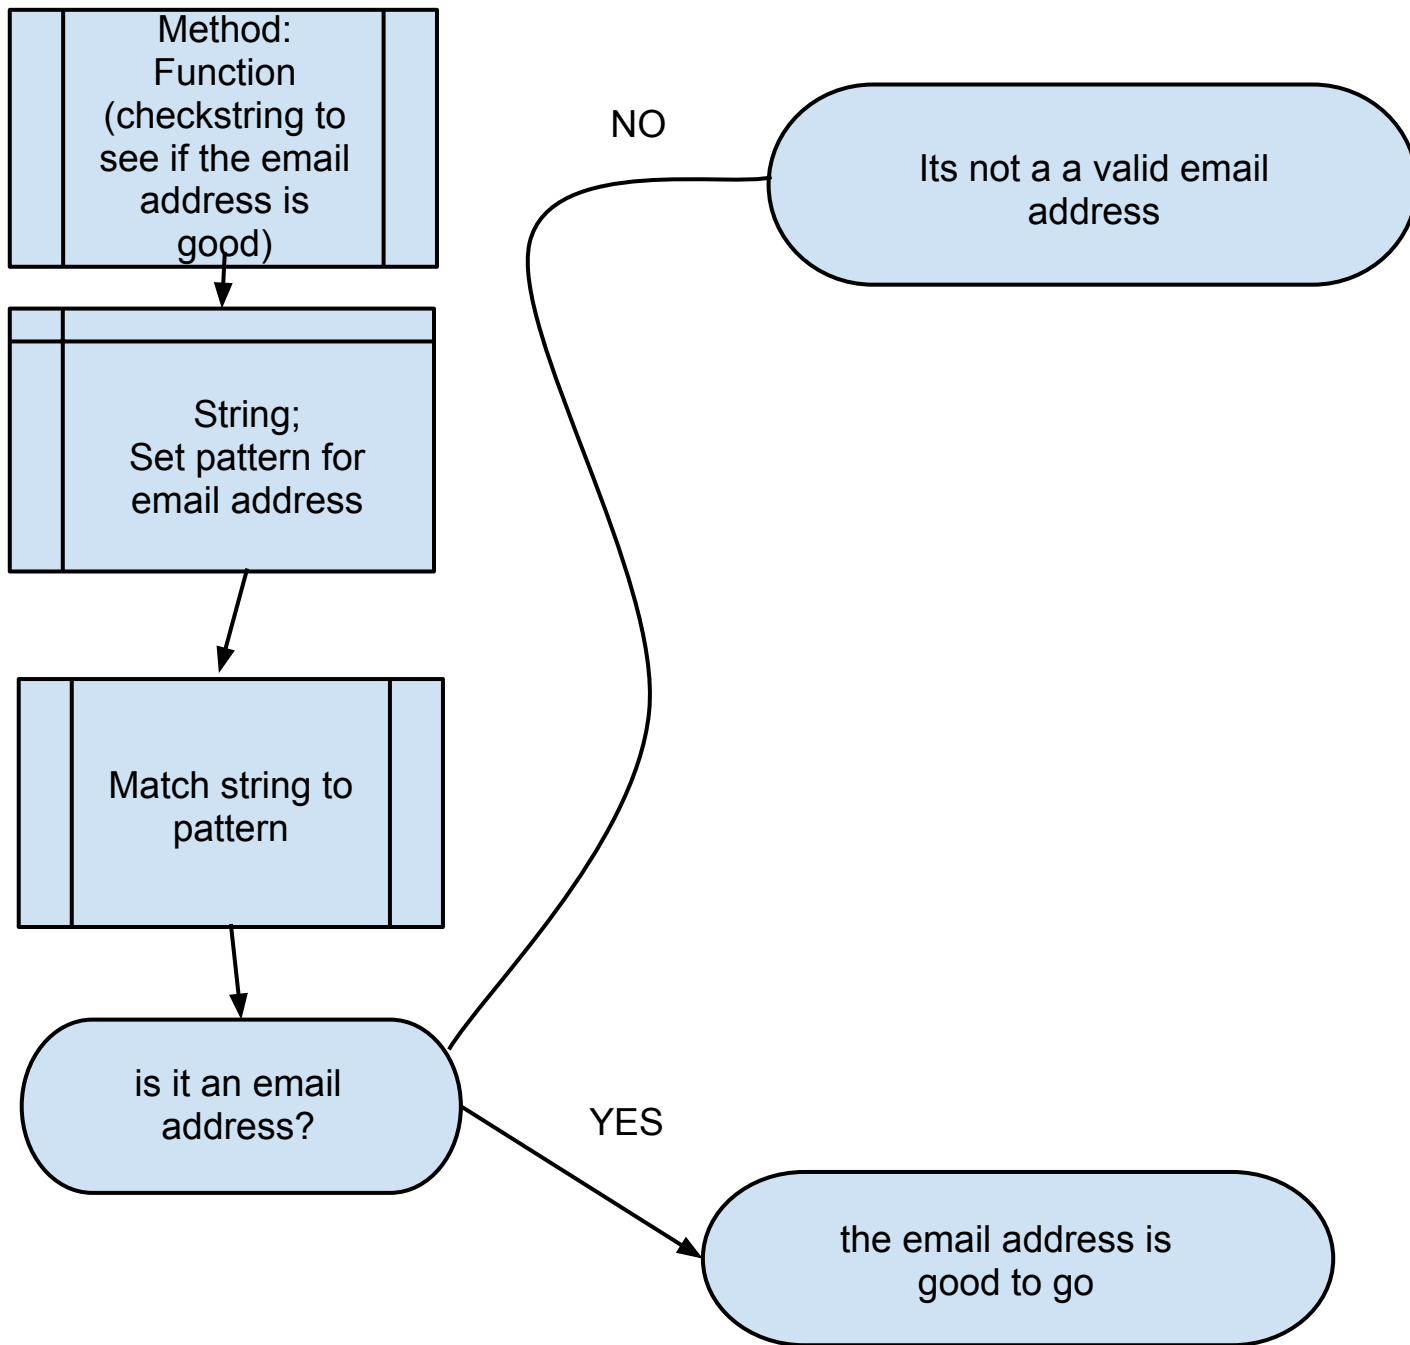 Method:
Function
(checkstring to
see if the email
address is
good)
String;
Set pattern for
email address
Match string to
pattern
is it an email
address?
NO
Its not a a valid email
address
YES
the email address is
good to go